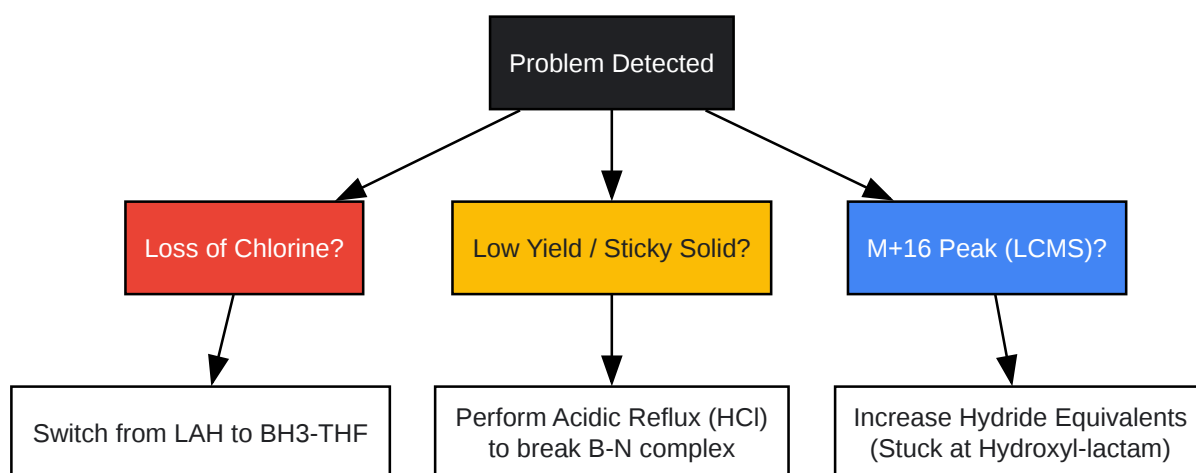 Problem Detected
Loss of Chlorine?
Low Yield / Sticky Solid?
M+16 Peak (LCMS)?
Switch from LAH to BH3-THF
Perform Acidic Reflux (HCl)
to break B-N complex
Increase Hydride Equivalents
(Stuck at Hydroxyl-lactam)